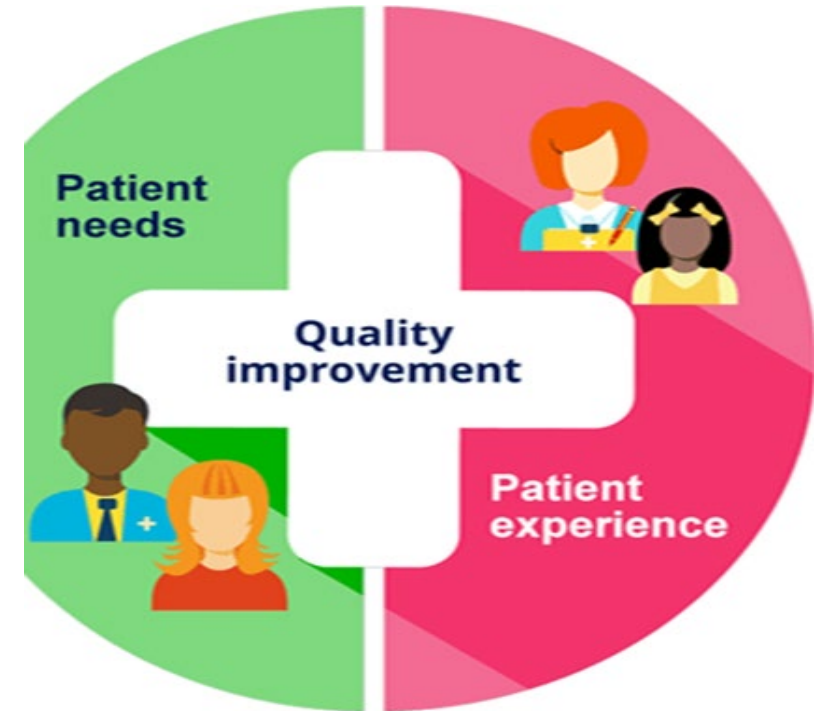 Patient
needs
Quality
improvement
Patient
experience